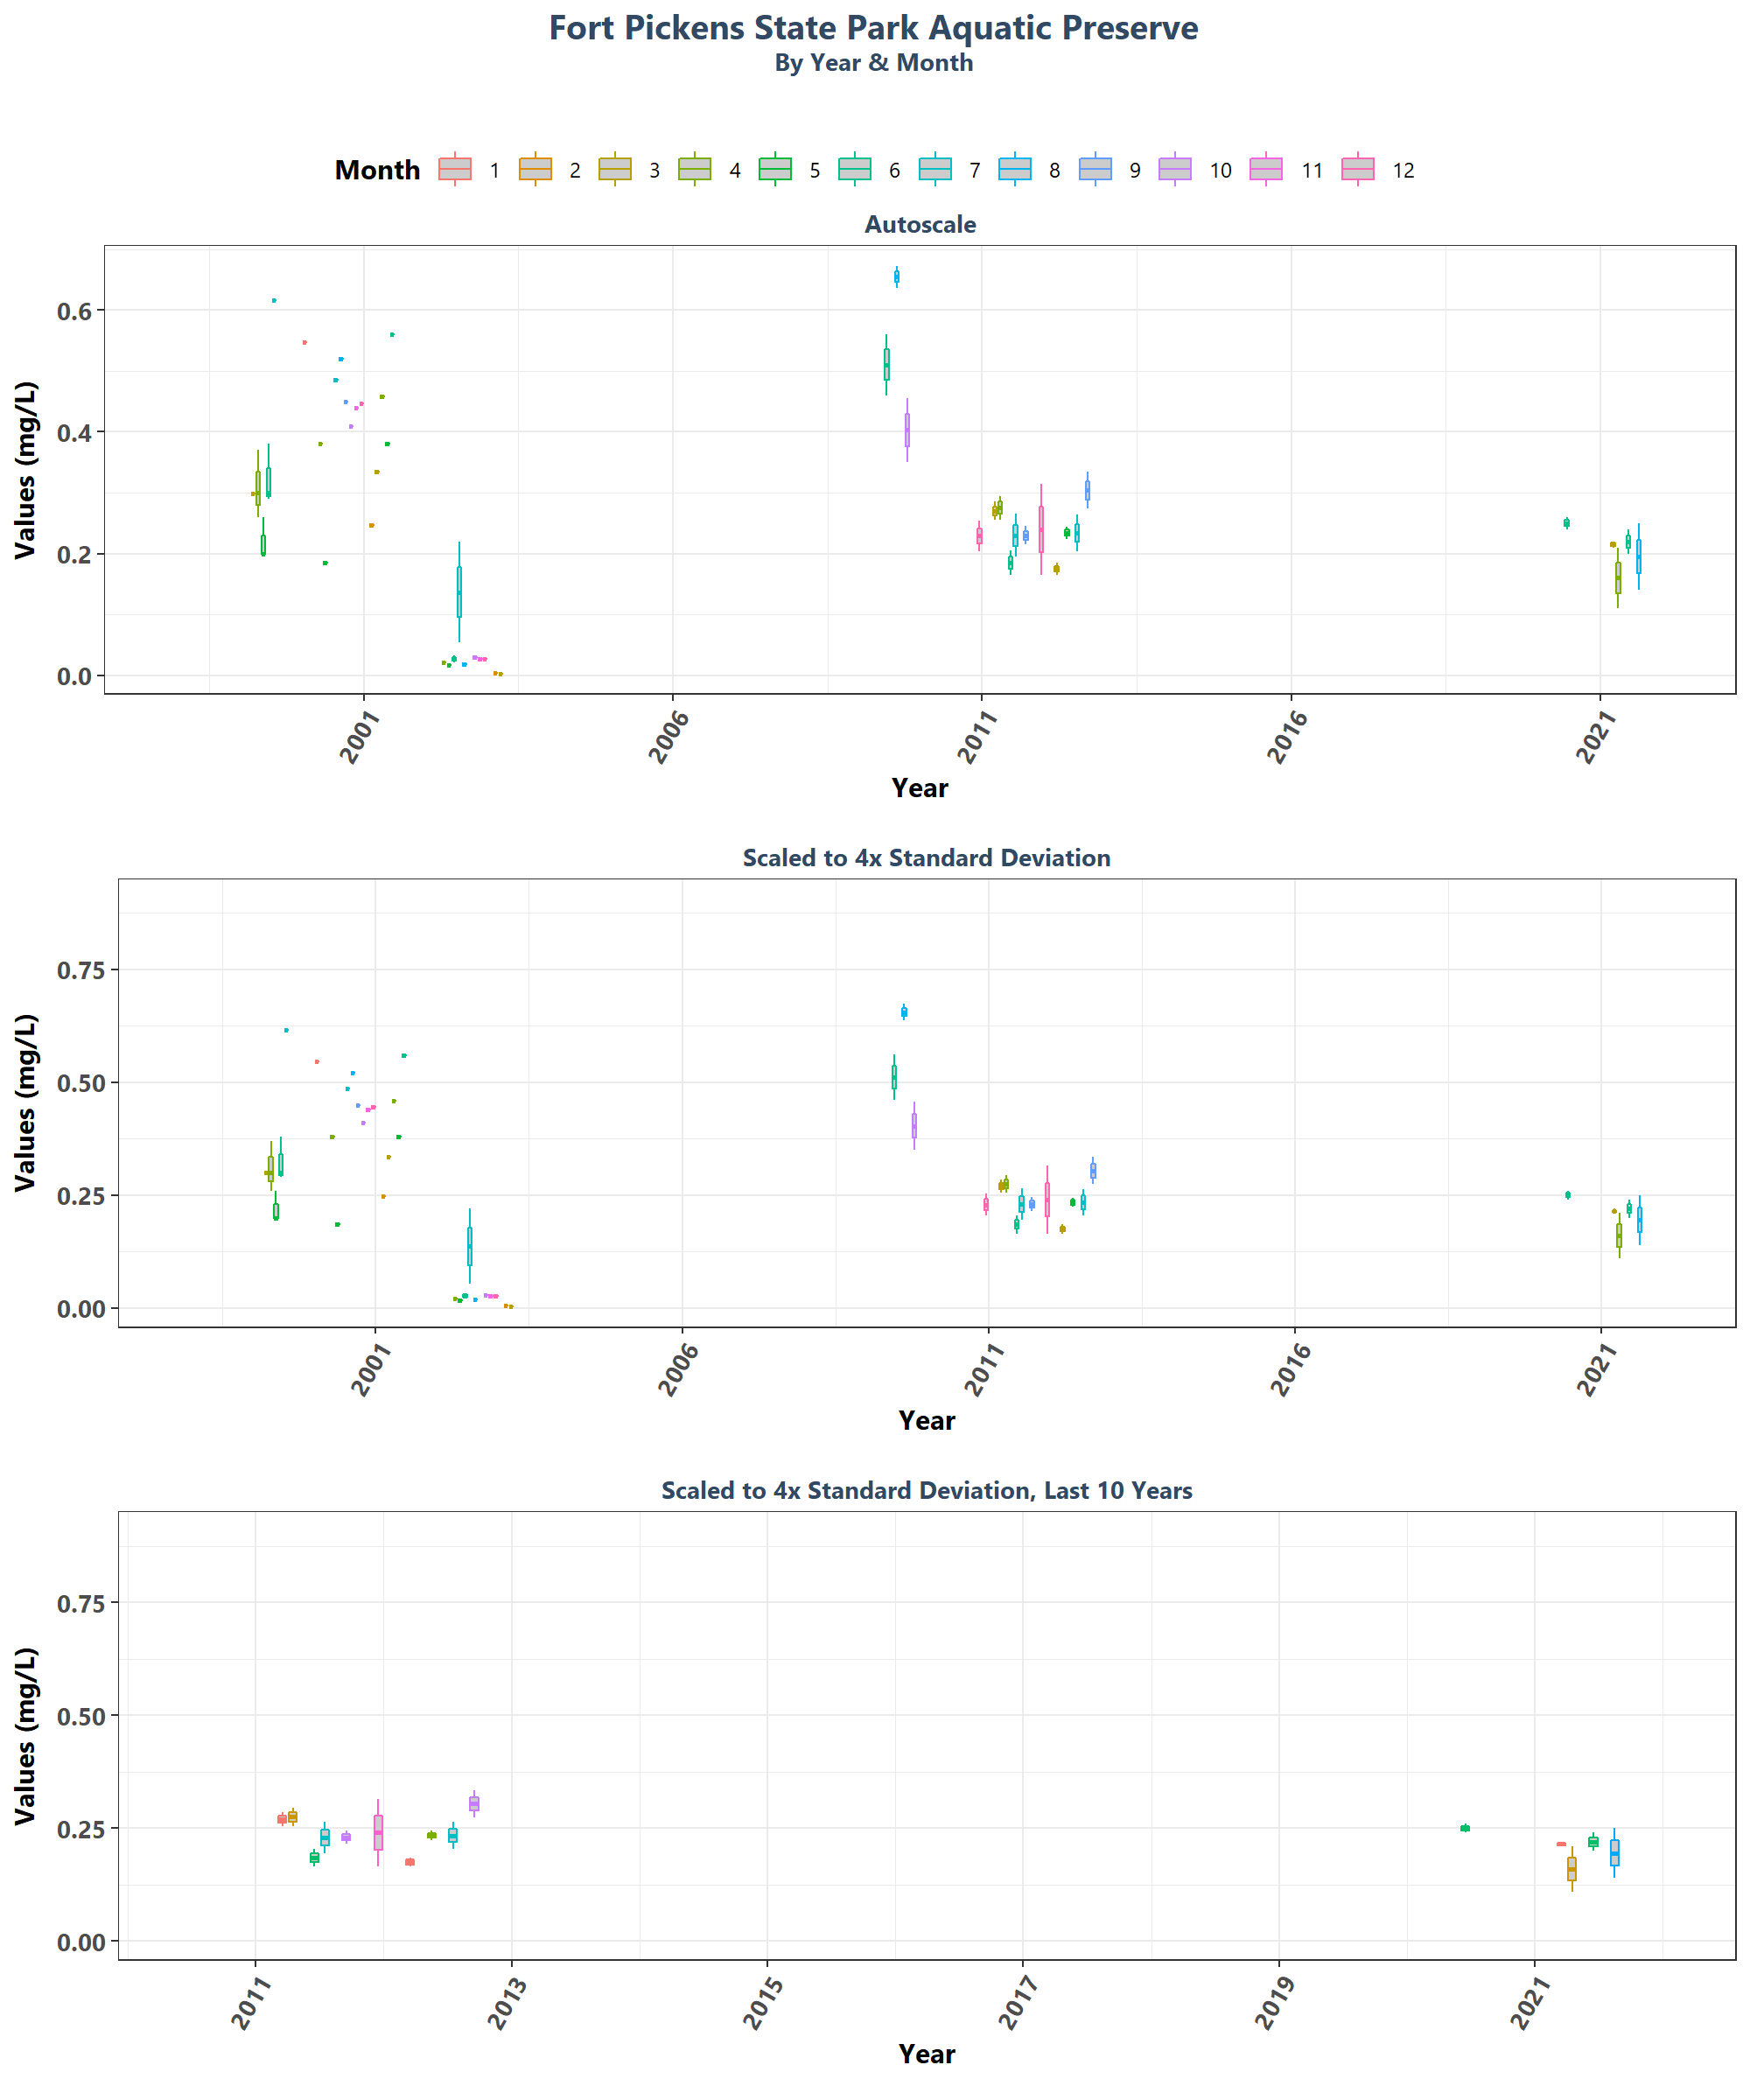 Fort Pickens State Park Aquatic Preserve
By Year & Month
Month 1 2 3 4 5 6 7 8 9 10 11 12
Autoscale
Values (mg/L)
0.6
0.4
0.2
0.0
2001 2006 2011 2016 2021
Year
Scaled to 4x Standard Deviation
Values (mg/L)
0.75
0.50
0.25
0.00
2001 2006 2011 2016 2021
Year
Scaled to 4x Standard Deviation, Last 10 Years
Values (mg/L)
0.75
0.50
0.25
0.00
2011 2013 2015 2017 2019 2021
Year